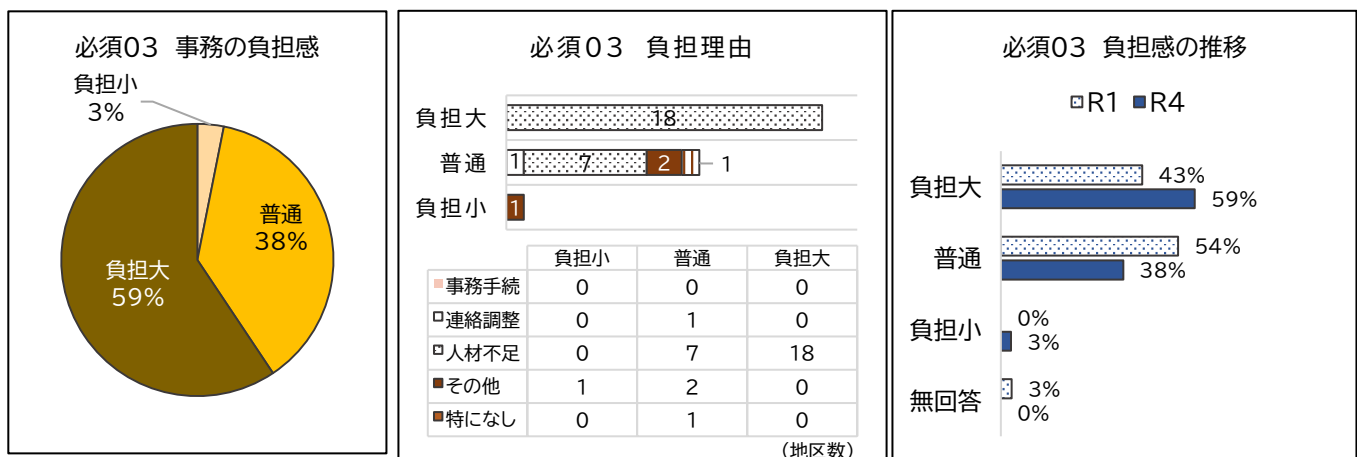 必須03 事務の負担感
負担小
3%
普通
38%
負担大
59%
必須03 負担理由
負担大
18
普通
1
7
2
1
負担小
1
負担小 普通 負担大
事務手続 0 0 0
連絡調整 0 1 0
人材不足 0 7 18
その他 1 2 0
特になし 0 1 0
(地区数)
必須03 負担感の推移
R1 R4
負担大
43%
59%
普通
54%
38%
負担小
0%
3%
無回答
3%
0%